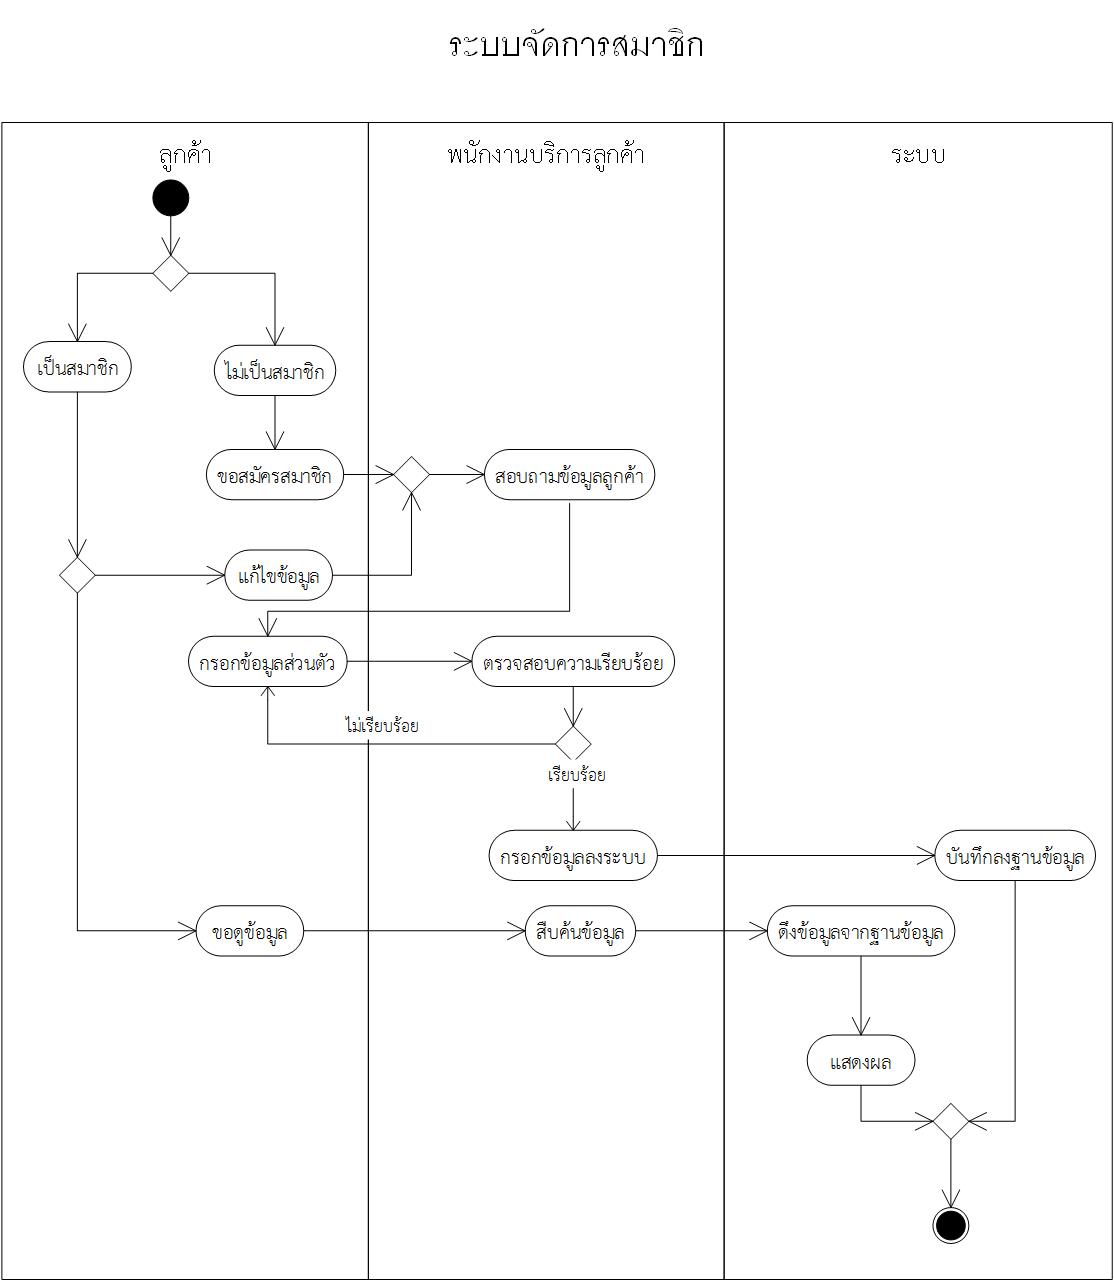 ระบบจัดการสมาชิก
ลูกค้า
พนักงานบริการลูกค้า
ระบบ
เป็นสมาชิก
ไม่เป็นสมาชิก
ขอสมัครสมาชิก
สอบถามข้อมูลลูกค้า
แก้ไขข้อมูล
กรอกข้อมูลส่วนตัว
ตรวจสอบความเรียบร้อย
ไม่เรียบร้อย
เรียบร้อย
กรอกข้อมูลลงระบบ
บันทึกลงฐานข้อมูล
ขอดูข้อมูล
สืบค้นข้อมูล
ดึงข้อมูลจากฐานข้อมูล
แสดงผล